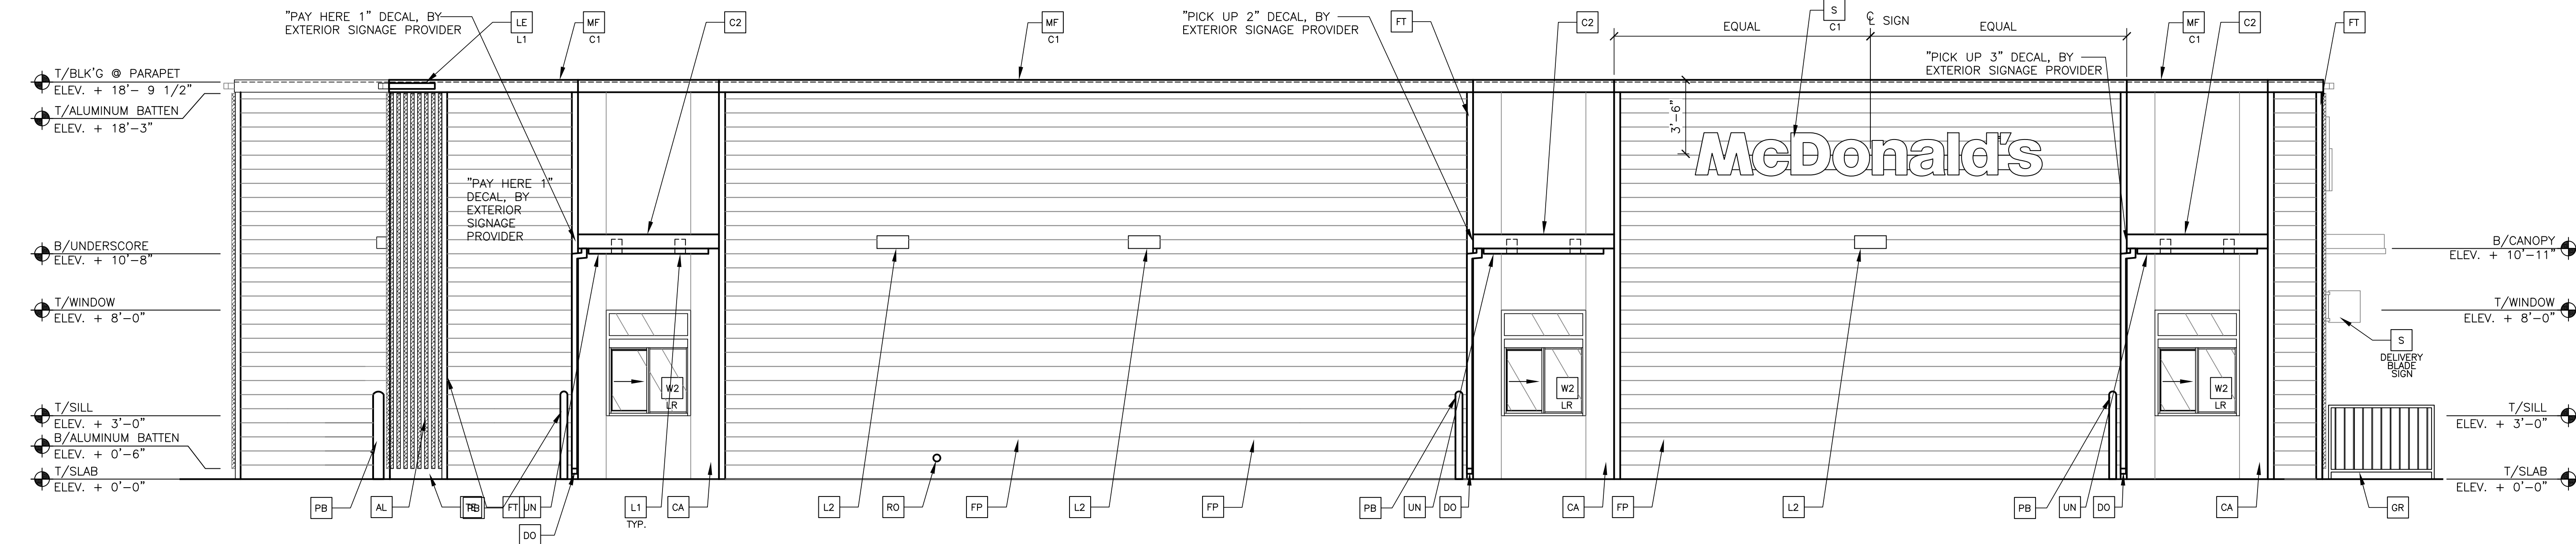 "PAY HERE 1" DECAL, BY
EXTERIOR SIGNAGE PROVIDER
LE
L1
MF
C1
C2
MF
C1
"PICK UP 2" DECAL, BY
EXTERIOR SIGNAGE PROVIDER
FT
C2
EQUAL
S
C1
℄ SIGN
EQUAL
"PICK UP 3" DECAL, BY
EXTERIOR SIGNAGE PROVIDER
MF
C1
C2
FT
T/BLK'G @ PARAPET
ELEV. + 18'- 9 1/2"
T/ALUMINUM BATTEN
ELEV. + 18'-3"
3'-6"
McDonald's
"PAY HERE 1"
DECAL, BY
EXTERIOR
SIGNAGE
PROVIDER
B/UNDERSCORE
ELEV. + 10'-8"
B/CANOPY
ELEV. + 10'-11"
T/WINDOW
ELEV. + 8'-0"
T/WINDOW
ELEV. + 8'-0"
S
DELIVERY
BLADE
SIGN
W2
LR
W2
LR
W2
LR
T/SILL
ELEV. + 3'-0"
B/ALUMINUM BATTEN
ELEV. + 0'-6"
T/SLAB
ELEV. + 0'-0"
T/SILL
ELEV. + 3'-0"
T/SLAB
ELEV. + 0'-0"
PB
AL
PB
FT
UN
DO
L1
TYP.
CA
L2
RO
FP
L2
FP
PB
UN
DO
CA
FP
L2
PB
UN
DO
CA
GR